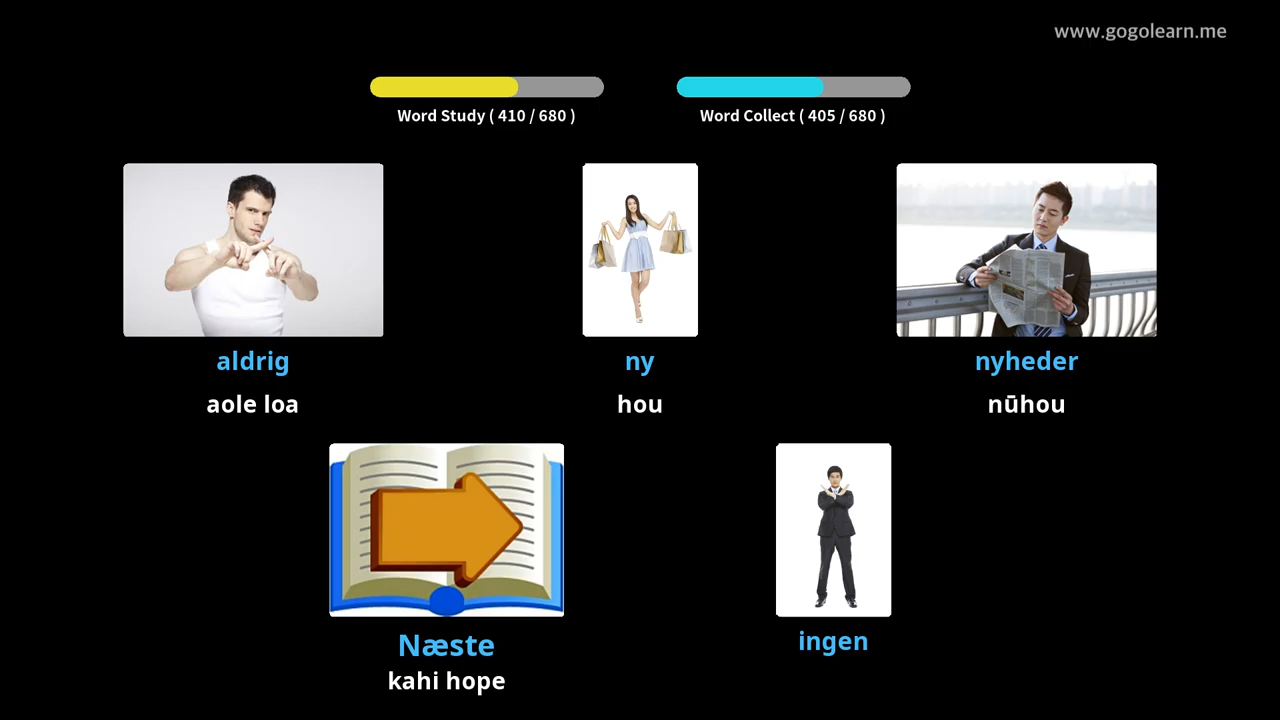 www.gogolearn.me
Word Study ( 410 / 680 )
Word Collect ( 405 / 680 )
aldrig
aole loa
ny
hou
nyheder
nūhou
Næste
kahi hope
ingen